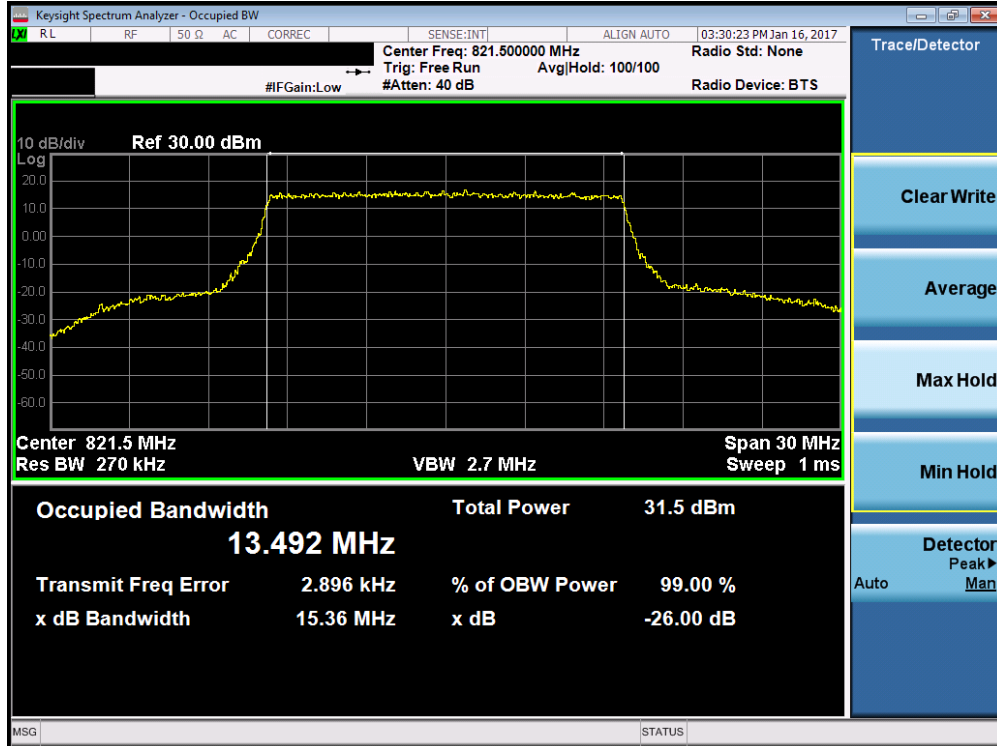 Keysight Spectrum Analyzer - Occupied BW
LXI RL RF 50 Ω AC CORREC SENSE:INT ALIGN AUTO 03:30:23 PM Jan 16, 2017
Center Freq: 821.500000 MHz Radio Std: None
Trig: Free Run Avg|Hold: 100/100
#IFGain:Low #Atten: 40 dB Radio Device: BTS
Trace/Detector
10 dB/div Ref 30.00 dBm
Log
20.0
10.0
0.00
-10.0
-20.0
-30.0
-40.0
-50.0
-60.0
Center 821.5 MHz Span 30 MHz
Res BW 270 kHz VBW 2.7 MHz Sweep 1 ms
Occupied Bandwidth Total Power 31.5 dBm
13.492 MHz
Transmit Freq Error 2.896 kHz % of OBW Power 99.00 %
x dB Bandwidth 15.36 MHz x dB -26.00 dB
Clear Write
Average
Max Hold
Min Hold
Detector
Peak▶
Auto Man
MSG STATUS